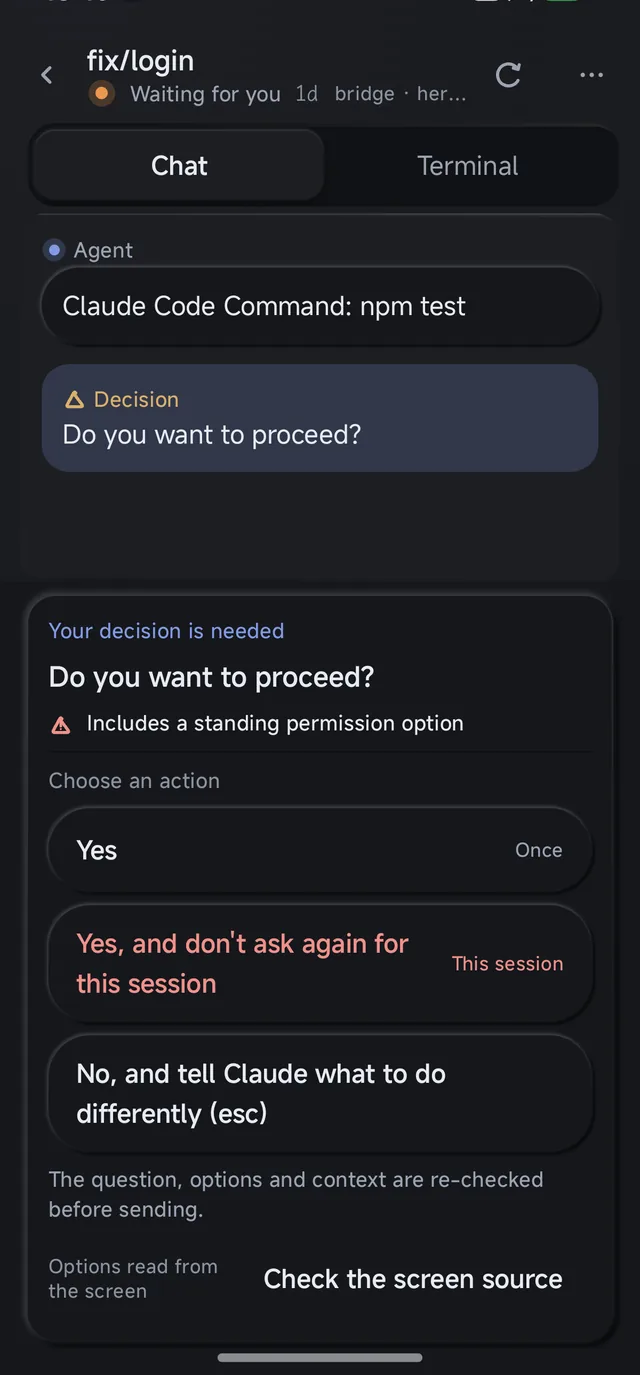 fix/login
Waiting for you 1d bridge · her...
Chat Terminal
Agent
Claude Code Command: npm test
Decision
Do you want to proceed?
Your decision is needed
Do you want to proceed?
Includes a standing permission option
Choose an action
Yes Once
Yes, and don't ask again for
this session
This session
No, and tell Claude what to do
differently (esc)
The question, options and context are re-checked
before sending.
Options read from
the screen
Check the screen source